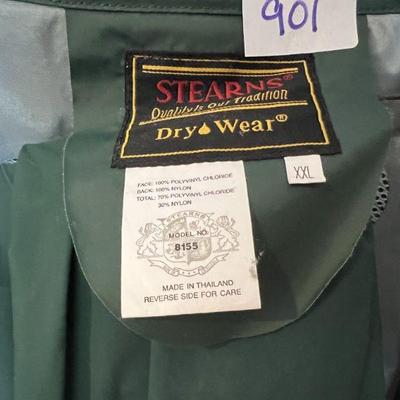 901
STEARNS®
Quality is Our Tradition
Dry Wear®
XXL
FACE: 100% POLYVINYL CHLORIDE
BACK: 100% NYLON
TOTAL: 70% POLYVINYL CHLORIDE
30% NYLON
STEARNS
MODEL NO.
8155
MADE IN THAILAND
REVERSE SIDE FOR CARE